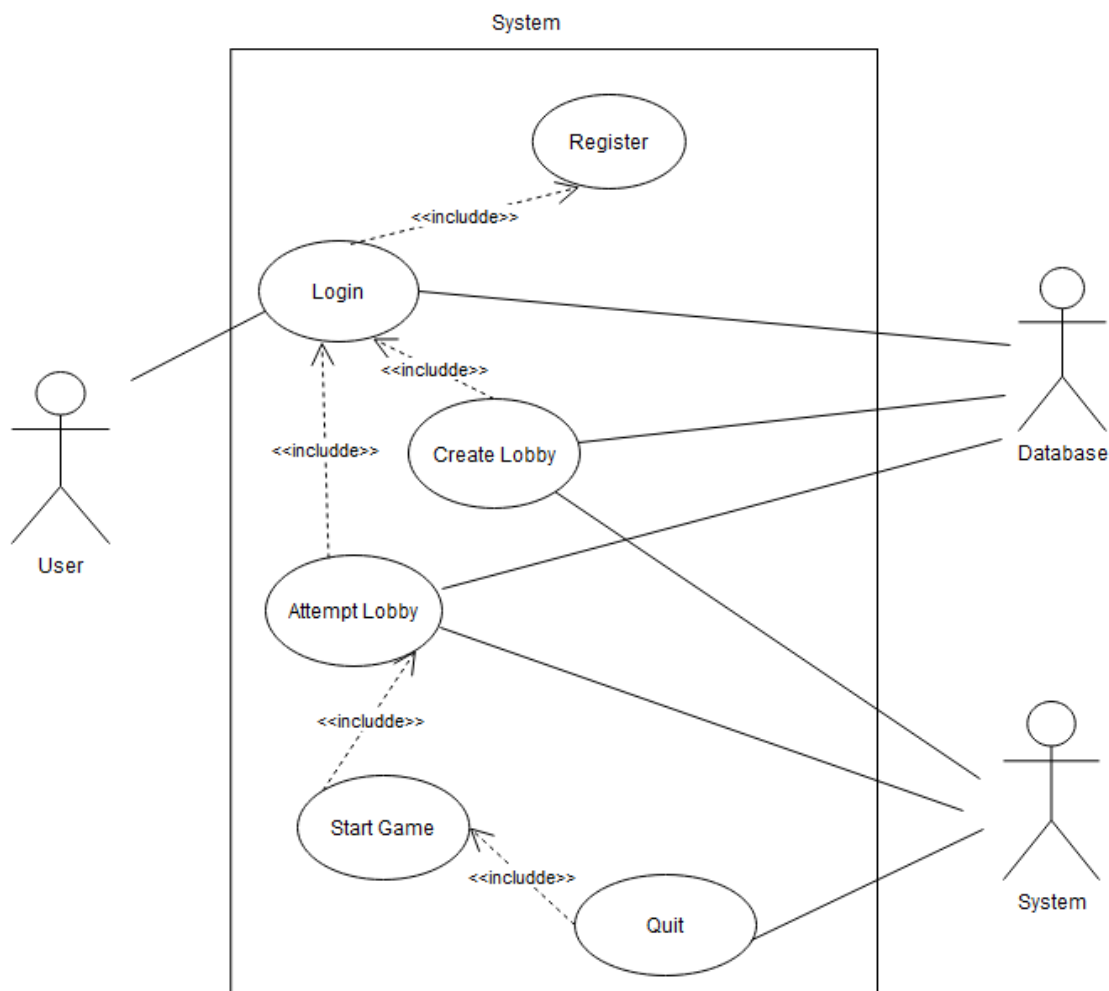 System
Register
<<includde>>
Login
<<includde>>
<<includde>>
Create Lobby
Database
User
Attempt Lobby
<<includde>>
Start Game
<<includde>>
Quit
System